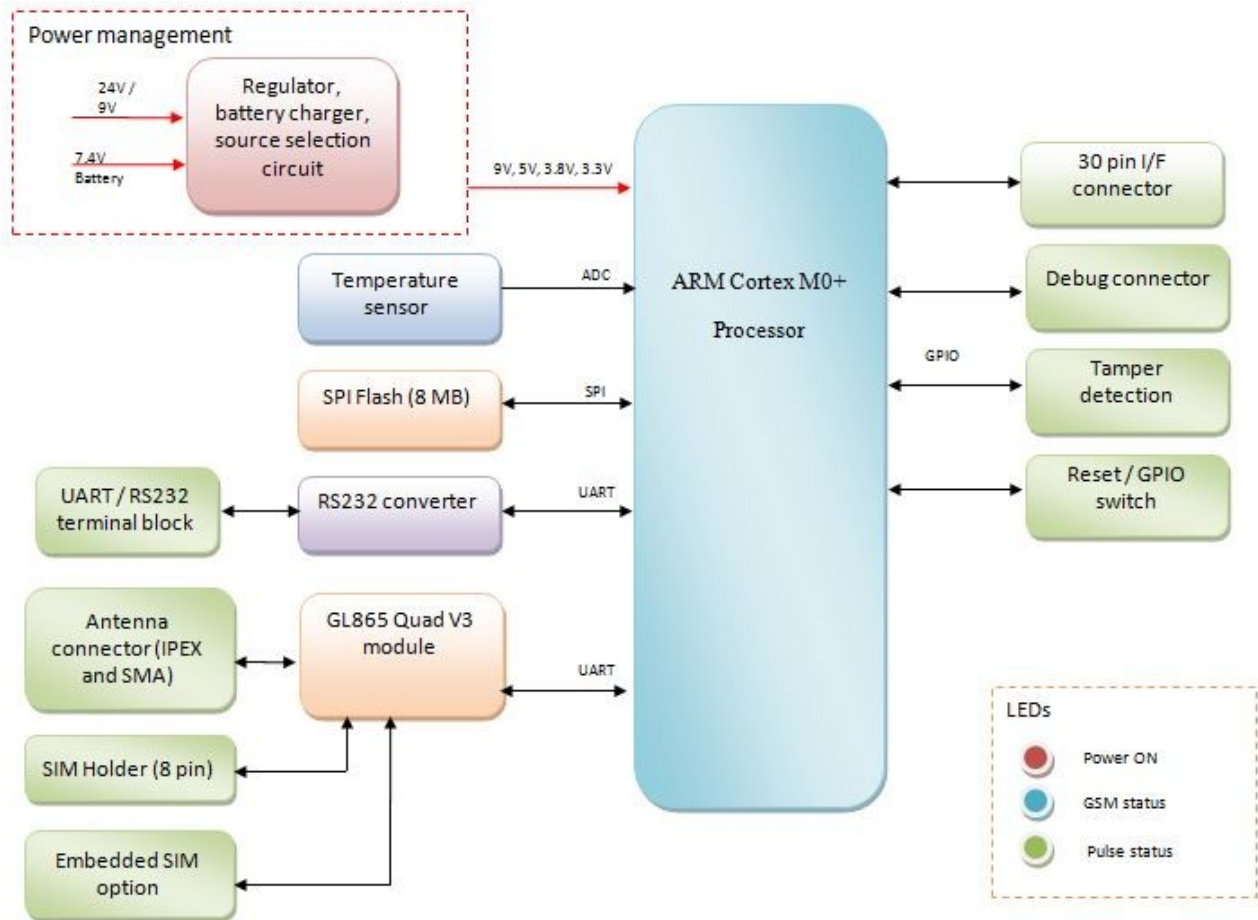 Power management
24V /
9V
7.4V
Battery
Regulator,
battery charger,
source selection
circuit
9V, 5V, 3.8V, 3.3V
Temperature
sensor
ADC
SPI Flash (8 MB)
SPI
UART / RS232
terminal block
RS232 converter
UART
Antenna
connector (IPEX
and SMA)
GL865 Quad V3
module
UART
SIM Holder (8 pin)
Embedded SIM
option
ARM Cortex M0+
Processor
30 pin I/F
connector
Debug connector
GPIO
Tamper
detection
Reset / GPIO
switch
LEDs
Power ON
GSM status
Pulse status